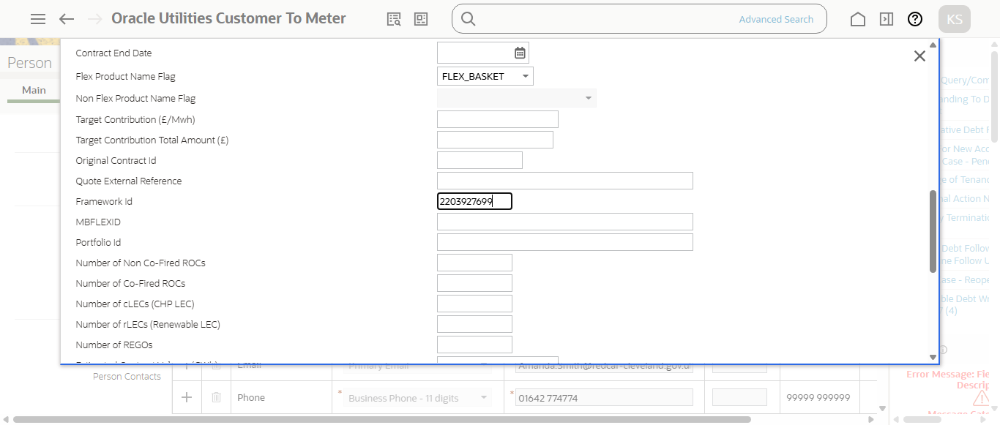 Oracle Utilities Customer To Meter
Advanced Search
KS
Person
Main
Contract End Date
Flex Product Name Flag
FLEX_BASKET
Non Flex Product Name Flag
Target Contribution (£/Mwh)
Target Contribution Total Amount (£)
Original Contract Id
Quote External Reference
Framework Id
2203927699
MBFLEXID
Portfolio Id
Number of Non Co-Fired ROCs
Number of Co-Fired ROCs
Number of cLECs (CHP LEC)
Number of rLECs (Renewable LEC)
Number of REGOs
Query/Com
anding To D
ative Debt F
or New Acc
Case - Pen
e of Tenanc
nal Action N
y Terminatio
Debt Follow
ne Follow U
ase - Reope
ble Debt Wr
(4)
Email
Primary Email
Amanda.Smith@redcar-cleveland.gov.u
Person Contacts
Phone
* Business Phone - 11 digits
* 01642 774774
99999 999999
Error Message: Fie
Descrip
Message Cate